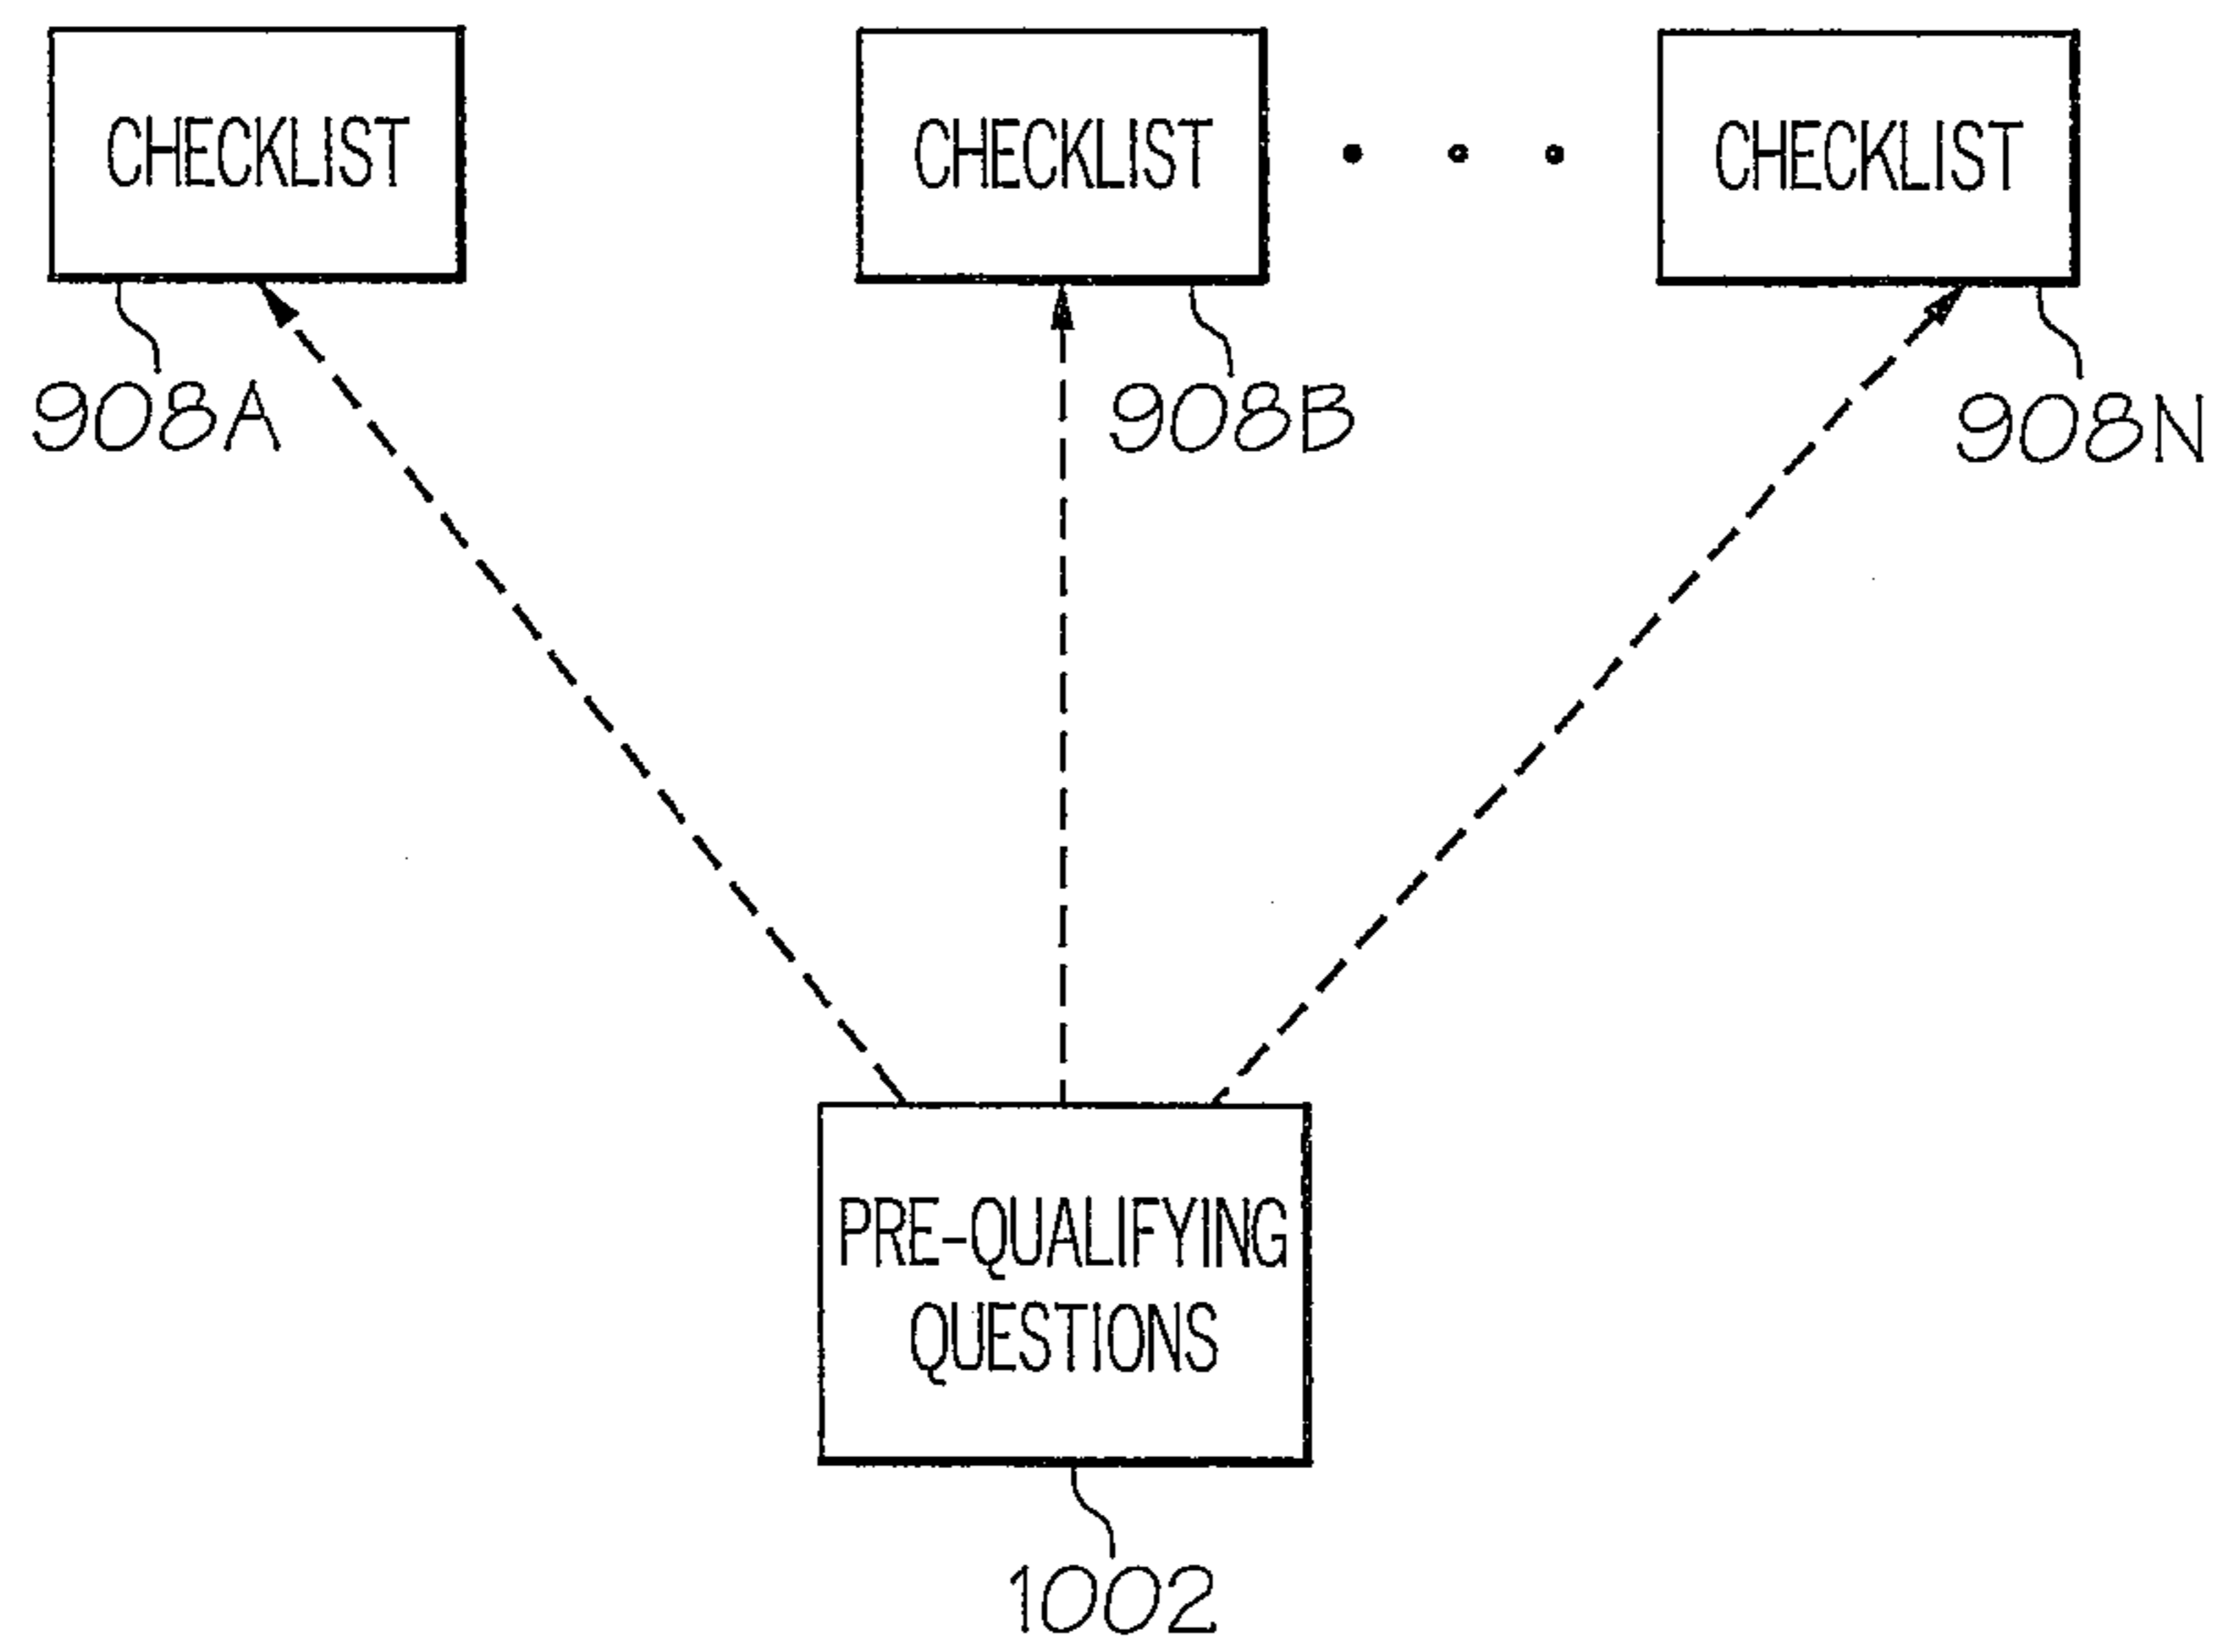 CHECKLIST
CHECKLIST
CHECKLIST
908A
908B
908N
PRE-QUALIFYING
QUESTIONS
1002